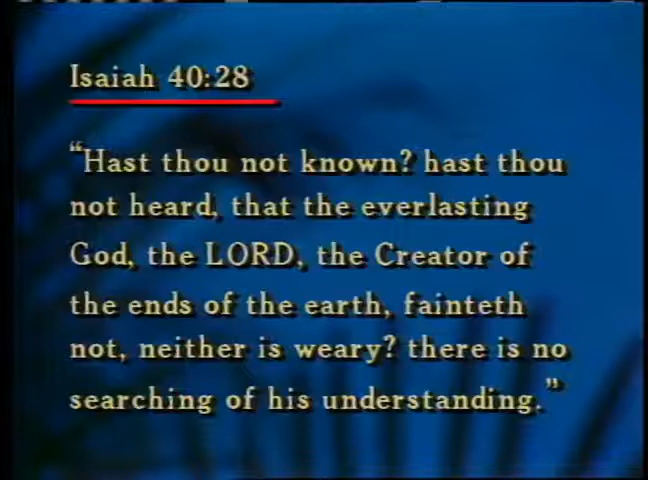 Isaiah 40:28
“Hast thou not known? hast thou
not heard, that the everlasting
God, the LORD, the Creator of
the ends of the earth, fainteth
not, neither is weary? there is no
searching of his understanding.”